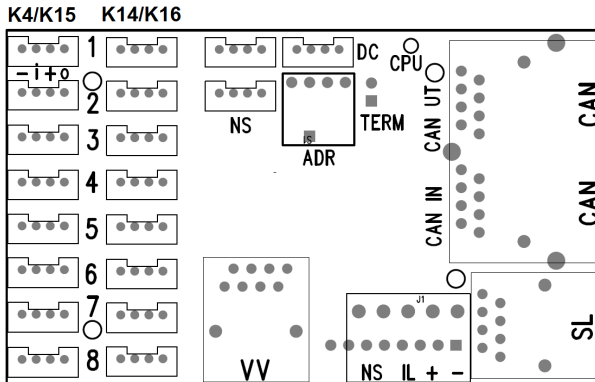 K4/K15 K14/K16
1
- i + o
2
3
4
5
6
7
8
DC
CPU
NS
JS
ADR
TERM
CAN UT
CAN IN
CAN
CAN
VV
J1
NS IL + -
SL